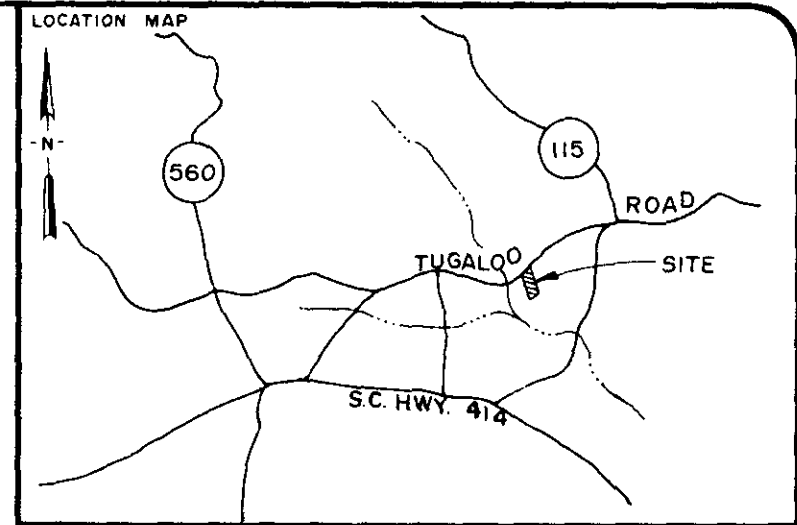 LOCATION MAP
-N-
560
115
TUGALOO ROAD
SITE
S.C. HWY. 414